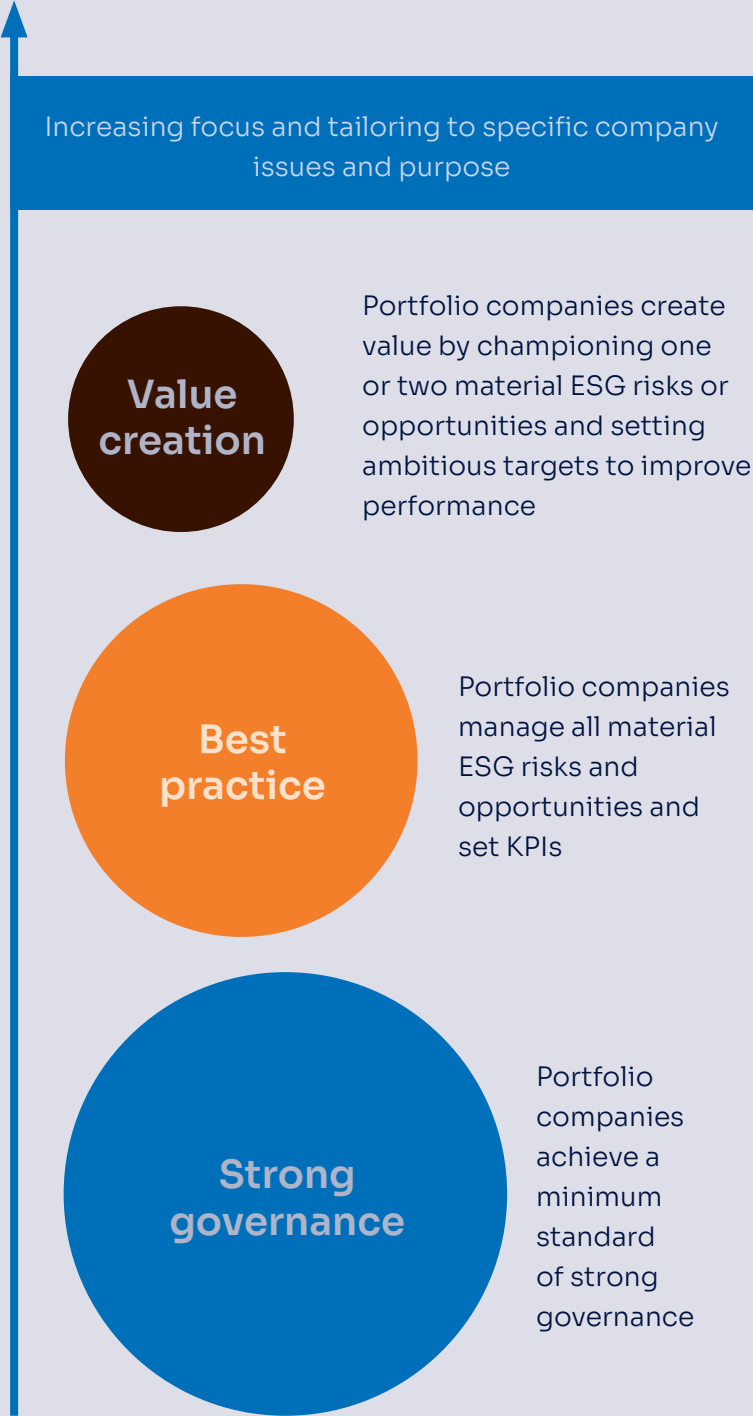 Increasing focus and tailoring to specific company
issues and purpose
Value
creation
Portfolio companies create
value by championing one
or two material ESG risks or
opportunities and setting
ambitious targets to improve
performance
Best
practice
Portfolio companies
manage all material
ESG risks and
opportunities and
set KPIs
Strong
governance
Portfolio
companies
achieve a
minimum
standard
of strong
governance